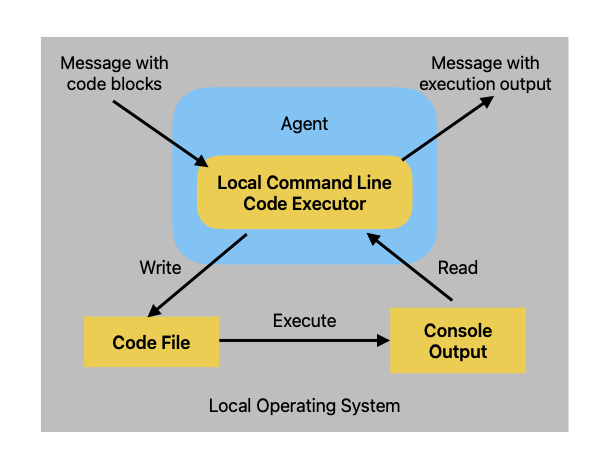 Message with
code blocks
Message with
execution output
Agent
Local Command Line
Code Executor
Write
Read
Execute
Code File
Console
Output
Local Operating System